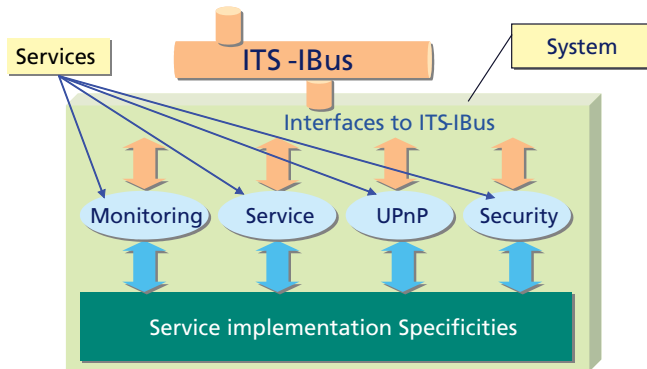 ITS -IBus
System
Services
Interfaces to ITS-IBus
Monitoring
Service
UPnP
Security
Service implementation Specificities